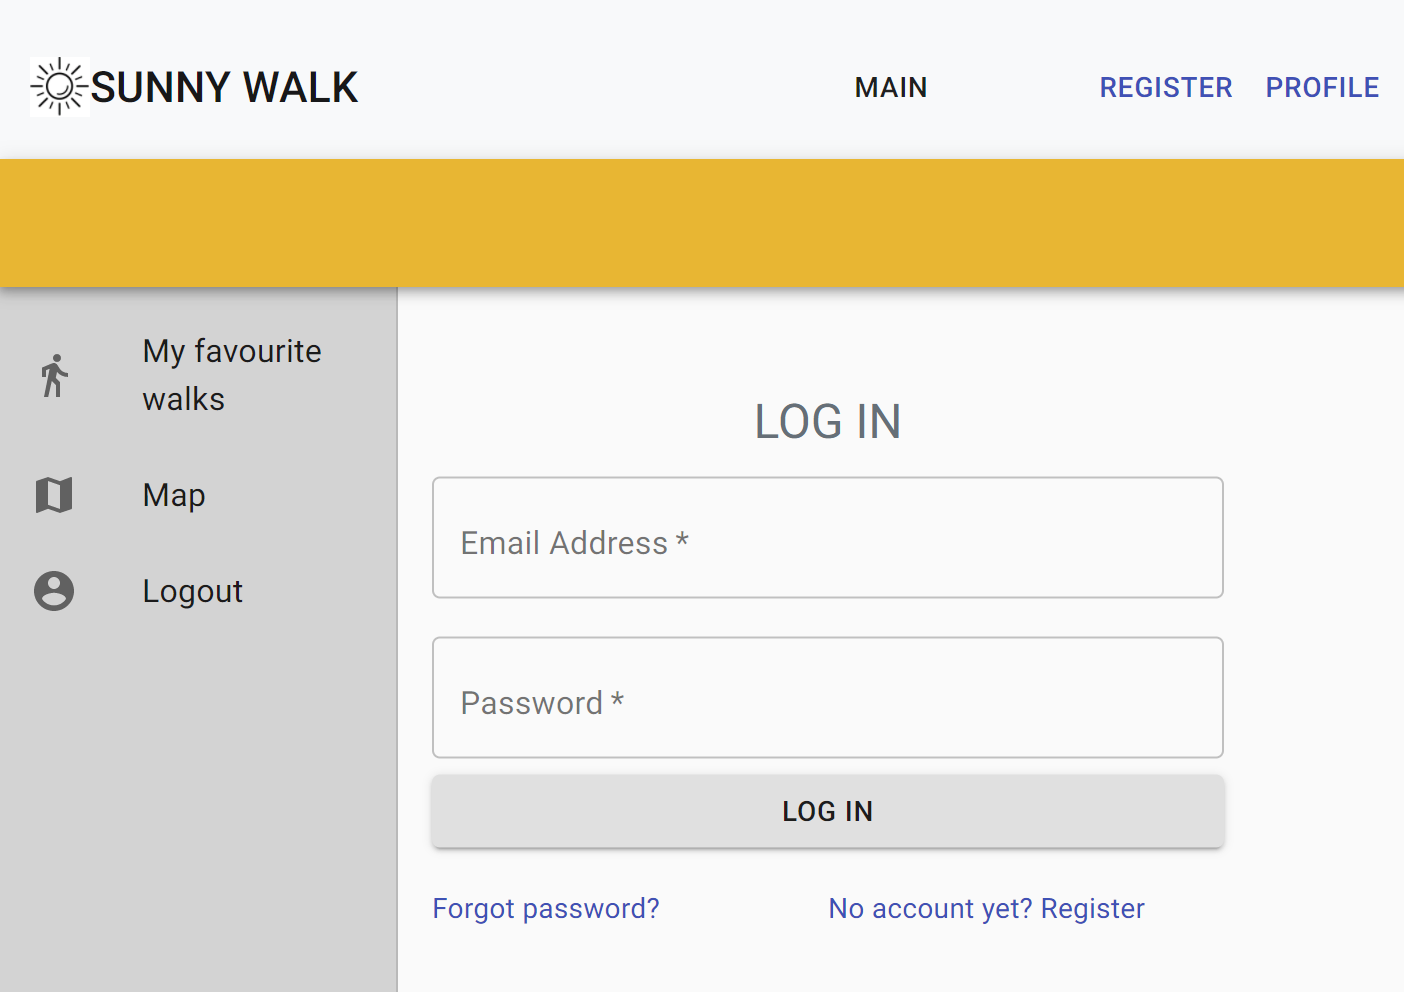 SUNNY WALK
MAIN
REGISTER
PROFILE
My favourite
walks
Map
Logout
LOG IN
Email Address *
Password *
LOG IN
Forgot password?
No account yet? Register